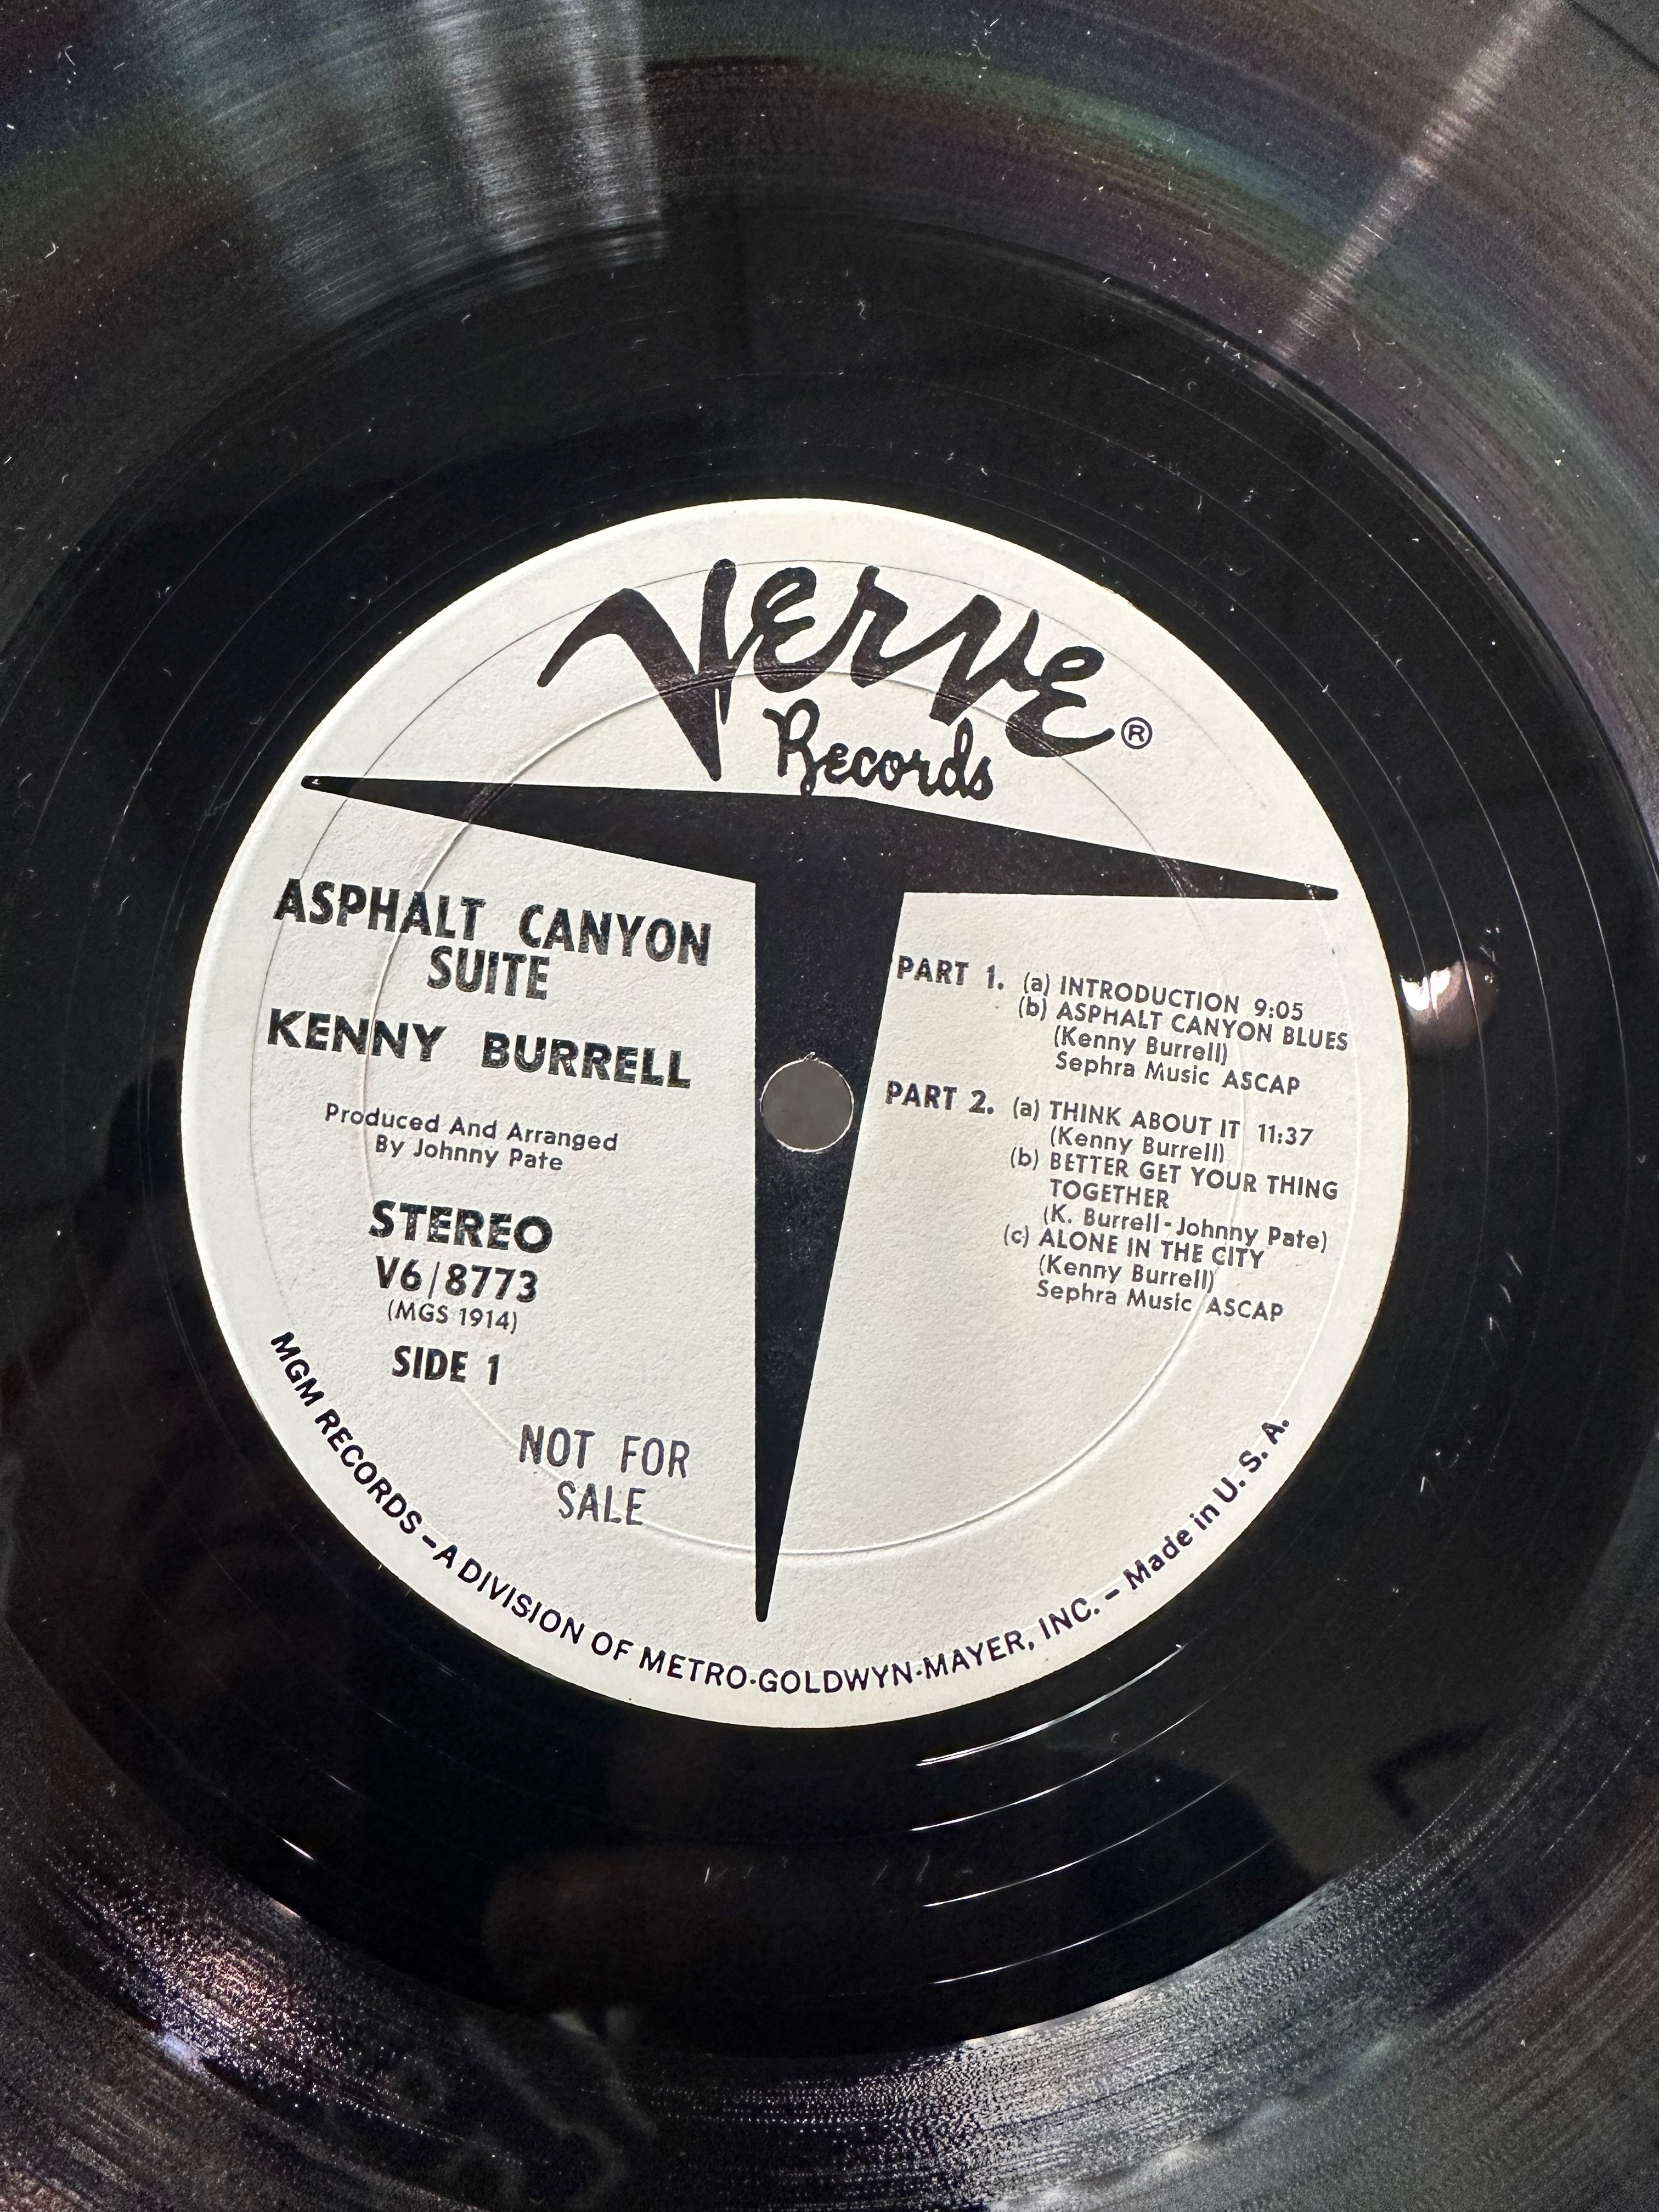 Verve®
Records
ASPHALT CANYON
SUITE
KENNY BURRELL
Produced And Arranged
By Johnny Pate
STEREO
V6/8773
(MGS 1914)
SIDE 1
NOT FOR
SALE
PART 1. (a) INTRODUCTION 9:05
(b) ASPHALT CANYON BLUES
(Kenny Burrell)
Sephra Music ASCAP
PART 2. (a) THINK ABOUT IT 11:37
(Kenny Burrell)
(b) BETTER GET YOUR THING
TOGETHER
(K. Burrell-Johnny Pate)
(c) ALONE IN THE CITY
(Kenny Burrell)
Sephra Music ASCAP
MGM RECORDS – A DIVISION OF METRO-GOLDWYN-MAYER, INC. – Made in U. S. A.